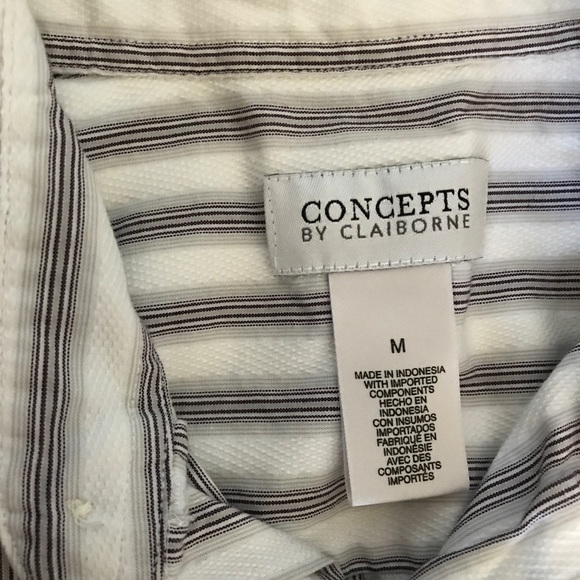 CONCEPTS
BY CLAIBORNE
M
MADE IN INDONESIA
WITH IMPORTED
COMPONENTS
HECHO EN
INDONESIA
CON INSUMOS
IMPORTADOS
FABRIQUÉ EN
INDONÉSIE
AVEC DES
COMPOSANTS
IMPORTÉS